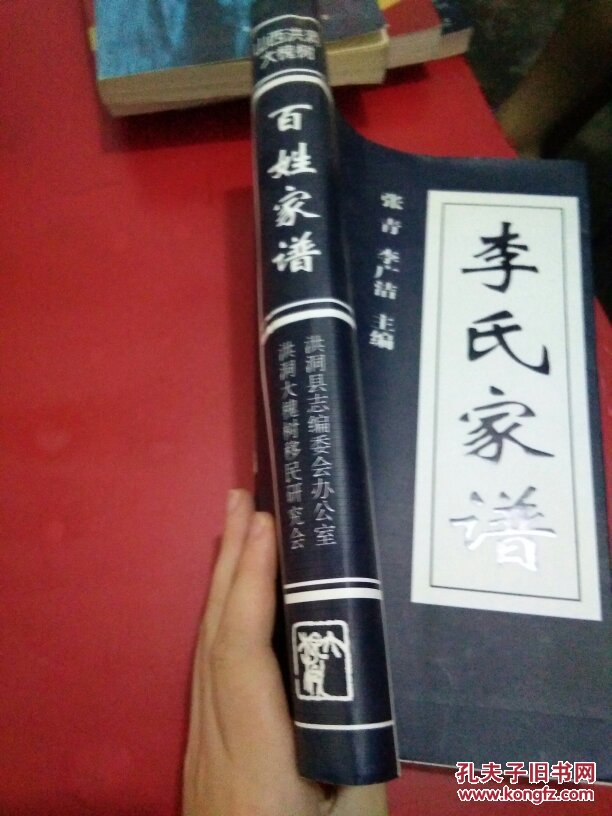 山西洪洞
大槐树
百姓家谱
洪洞县志编委会办公室
洪洞大槐树移民研究会
张青 李广洁 主编
李氏家谱
孔夫子旧书网
www.kongfz.com